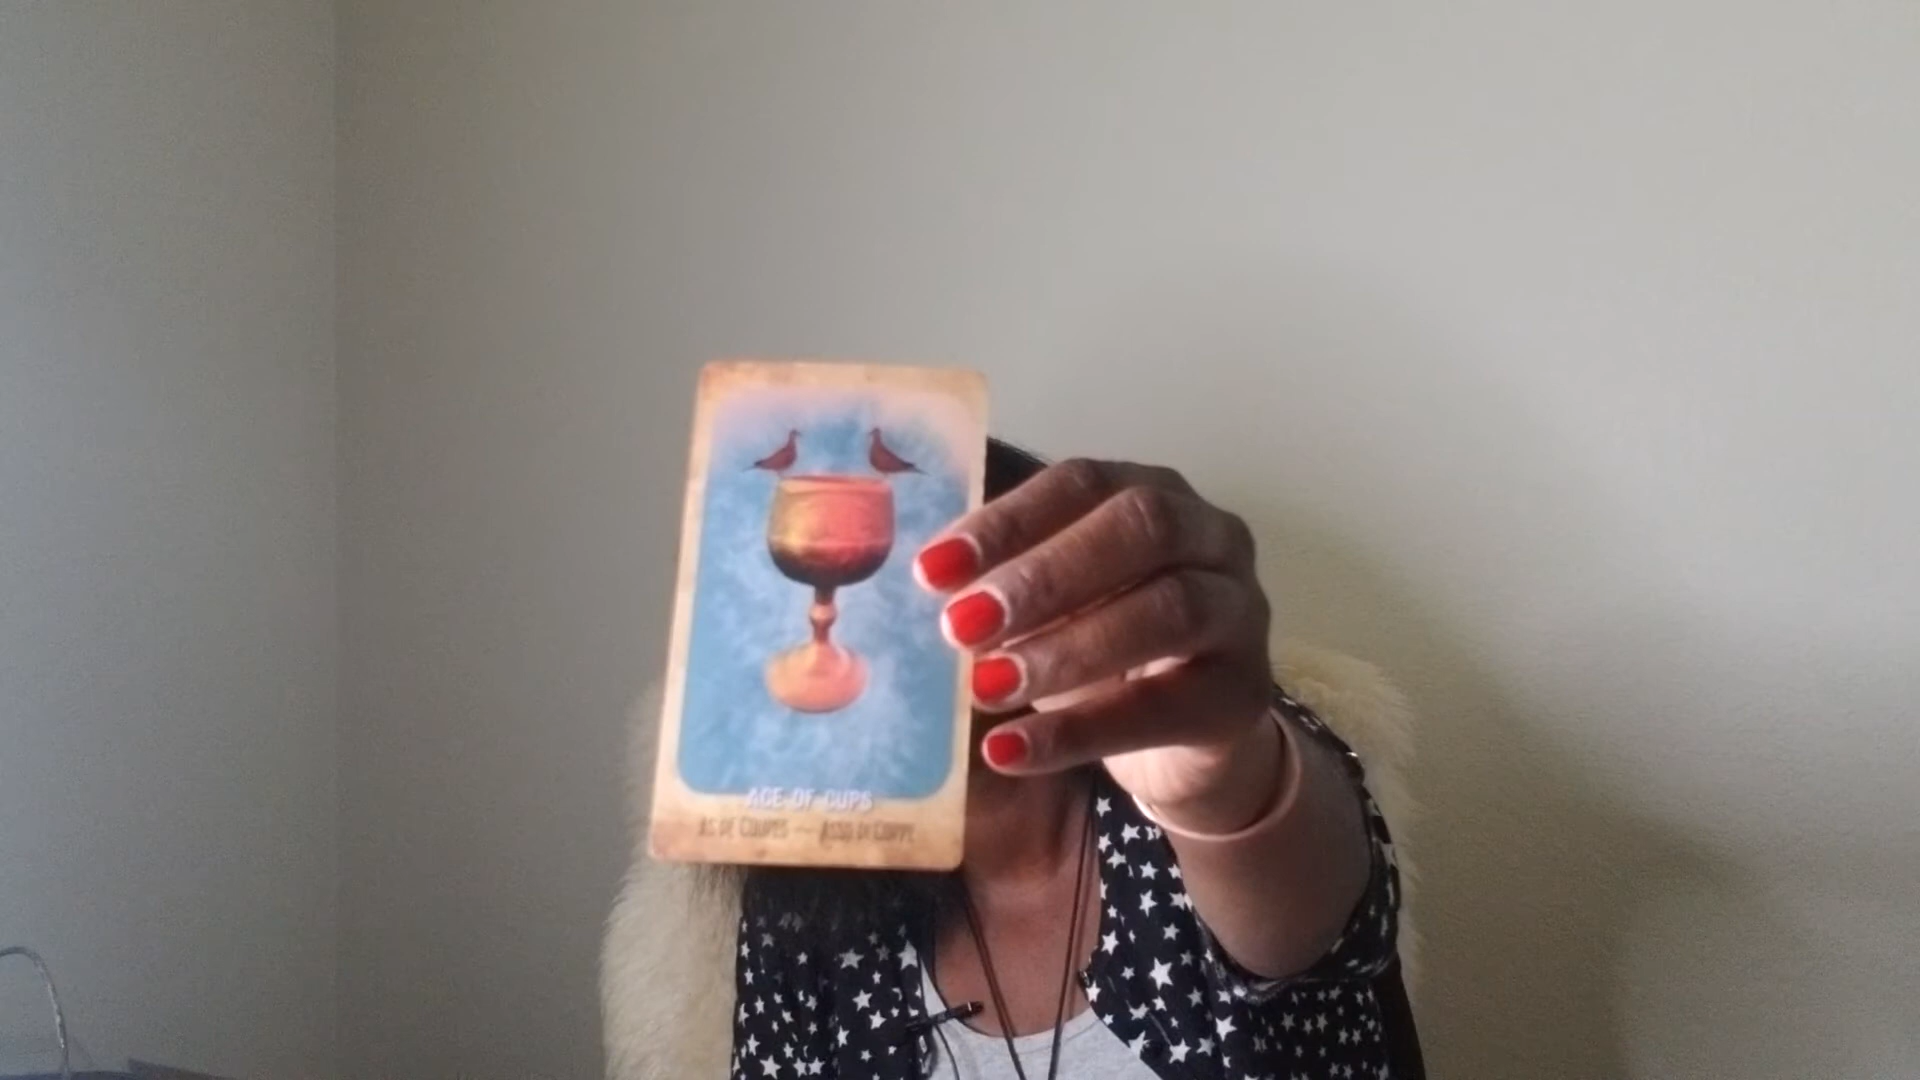 ACE OF CUPS
AS DE COUPES — ASSO DI COPPE